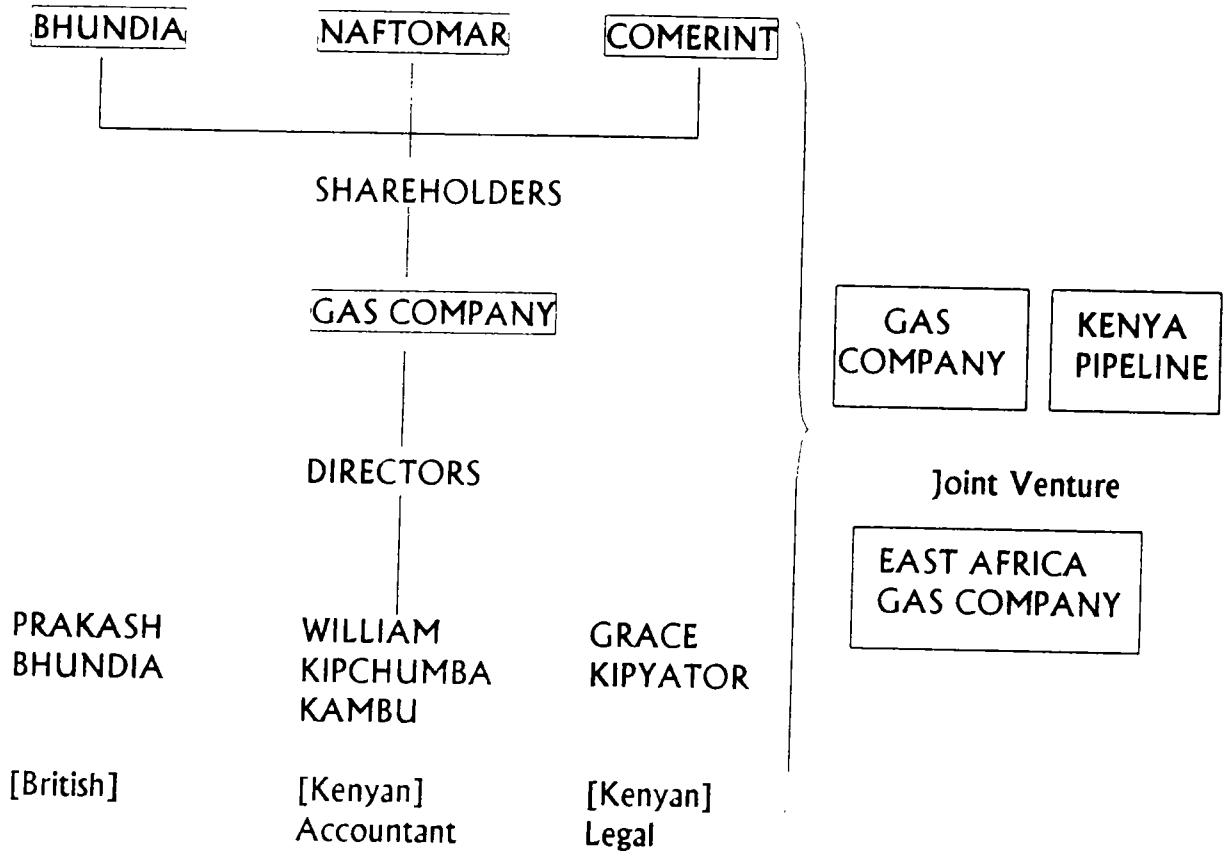 BHUNDIA
NAFTOMAR
COMERINT
SHAREHOLDERS
GAS COMPANY
DIRECTORS
PRAKASH
BHUNDIA
WILLIAM
KIPCHUMBA
KAMBU
GRACE
KIPYATOR
[British]
[Kenyan]
Accountant
[Kenyan]
Legal
GAS
COMPANY
KENYA
PIPELINE
Joint Venture
EAST AFRICA
GAS COMPANY